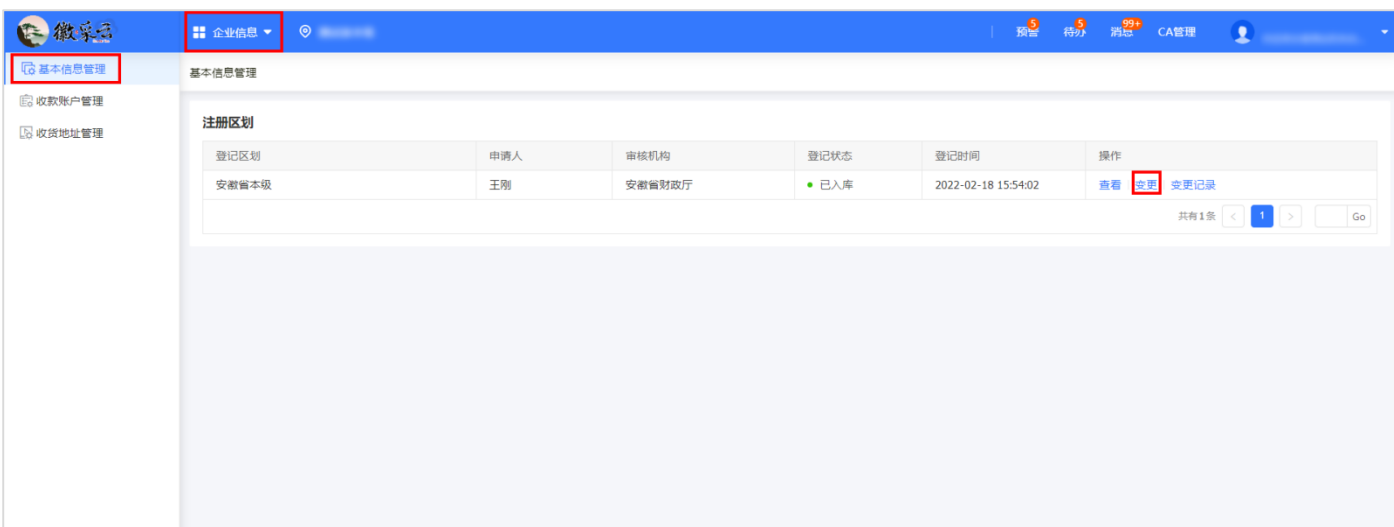 徽采云 企业信息 预警 5 待办 5 消息 99+ CA管理
基本信息管理
收款账户管理
收货地址管理
基本信息管理
注册区划
登记区划 申请人 审核机构 登记状态 登记时间 操作
安徽省本级 王刚 安徽省财政厅 已入库 2022-02-18 15:54:02 查看 变更 变更记录
共有1条 < 1 > Go